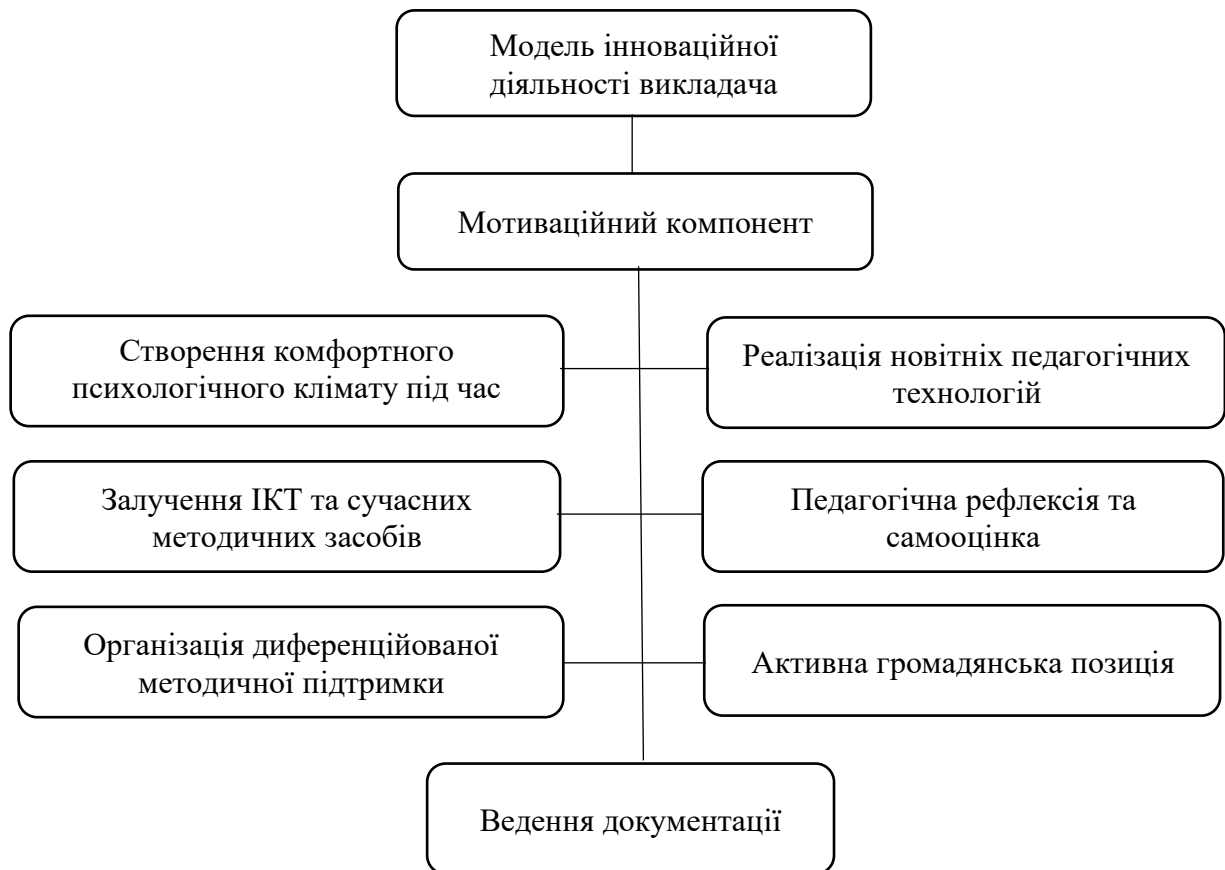 Модель інноваційної
діяльності викладача
Мотиваційний компонент
Створення комфортного
психологічного клімату під час
Реалізація новітніх педагогічних
технологій
Залучення ІКТ та сучасних
методичних засобів
Педагогічна рефлексія та
самооцінка
Організація диференційованої
методичної підтримки
Активна громадянська позиція
Ведення документації